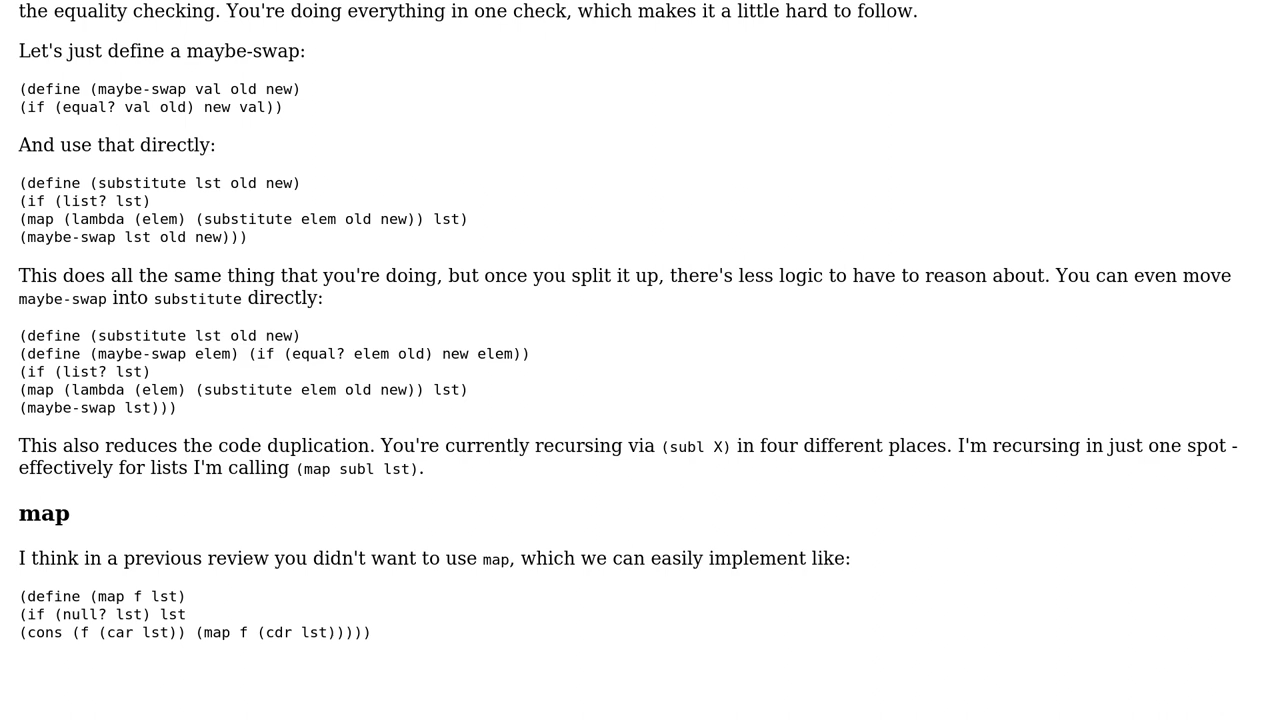 the equality checking. You're doing everything in one check, which makes it a little hard to follow.
Let's just define a maybe-swap:
(define (maybe-swap val old new)
(if (equal? val old) new val))
And use that directly:
(define (substitute lst old new)
(if (list? lst)
(map (lambda (elem) (substitute elem old new)) lst)
(maybe-swap lst old new)))
This does all the same thing that you're doing, but once you split it up, there's less logic to have to reason about. You can even move
maybe-swap into substitute directly:
(define (substitute lst old new)
(define (maybe-swap elem) (if (equal? elem old) new elem))
(if (list? lst)
(map (lambda (elem) (substitute elem old new)) lst)
(maybe-swap lst)))
This also reduces the code duplication. You're currently recursing via (subl X) in four different places. I'm recursing in just one spot -
effectively for lists I'm calling (map subl lst).
map
I think in a previous review you didn't want to use map, which we can easily implement like:
(define (map f lst)
(if (null? lst) lst
(cons (f (car lst)) (map f (cdr lst)))))